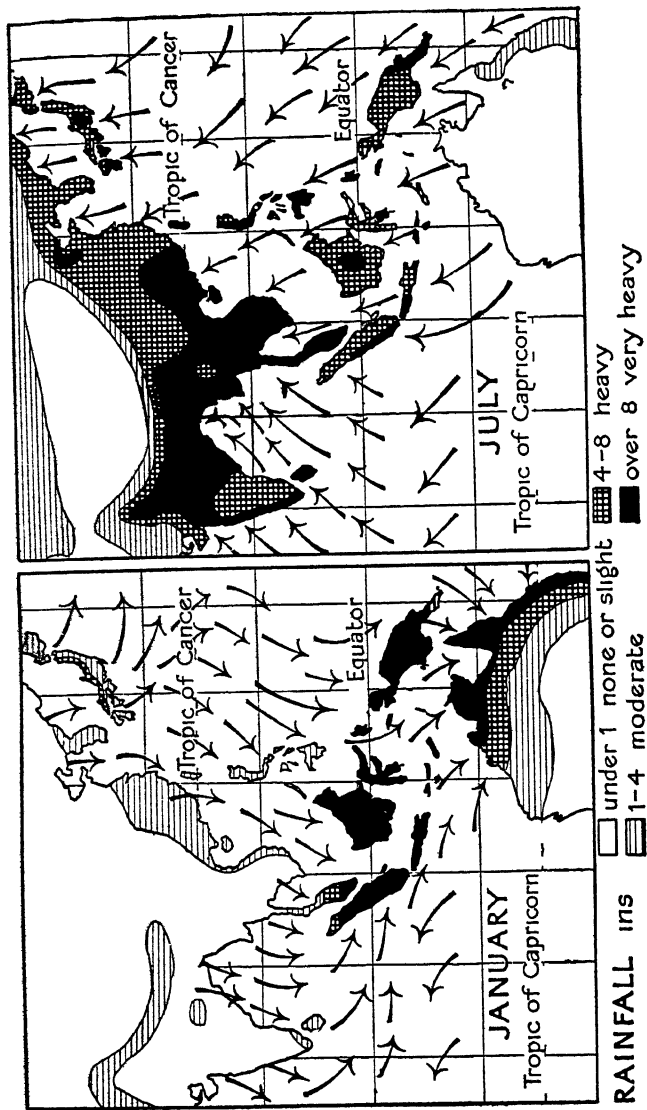 Tropic of Cancer
Equator
JANUARY
Tropic of Capricorn
Tropic of Cancer
Equator
JULY
Tropic of Capricorn
RAINFALL ins
under 1 none or slight
1–4 moderate
4–8 heavy
over 8 very heavy